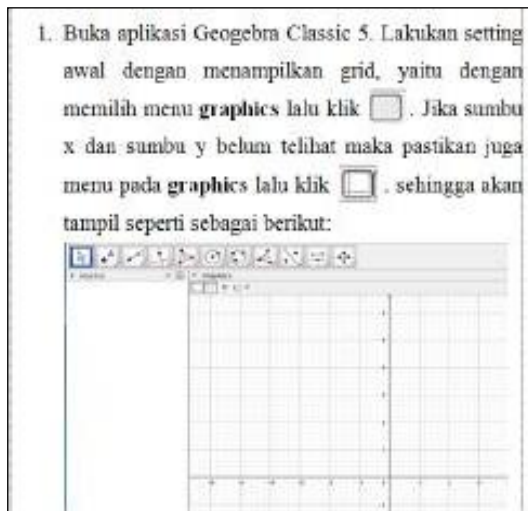 1. Buka aplikasi Geogebra Classic 5. Lakukan setting
awal dengan menampilkan grid, yaitu dengan
memilih menu graphics lalu klik . Jika sumbu
x dan sumbu y belum telihat maka pastikan juga
menu pada graphics lalu klik . sehingga akan
tampil seperti sebagai berikut: